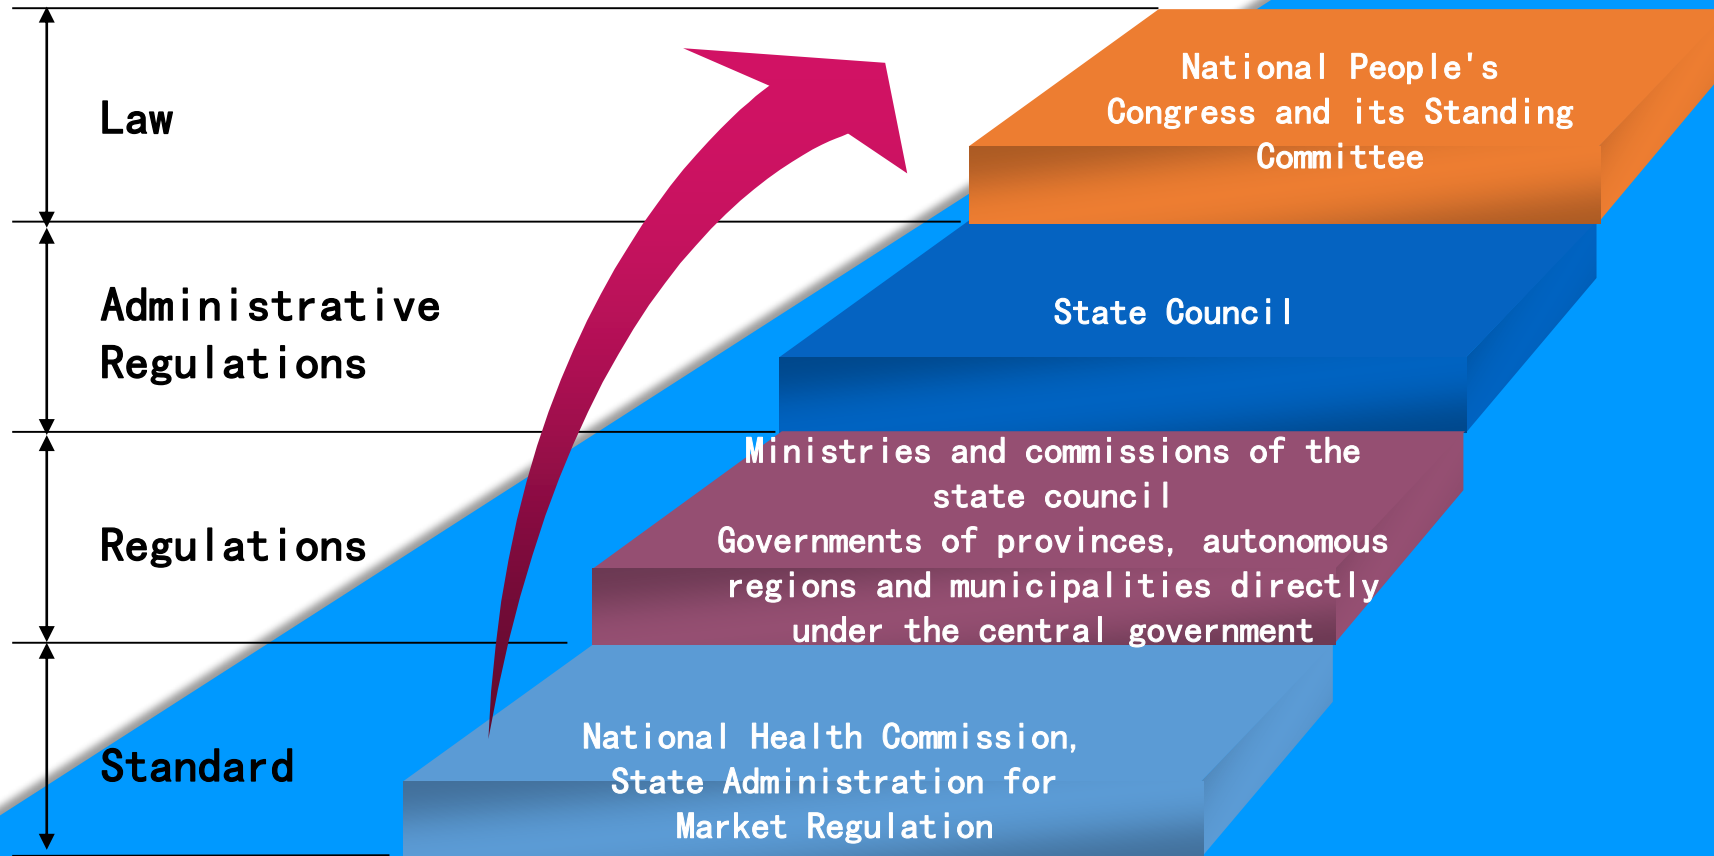 Law
National People's
Congress and its Standing
Committee
Administrative
Regulations
State Council
Regulations
Ministries and commissions of the
state council
Governments of provinces, autonomous
regions and municipalities directly
under the central government
Standard
National Health Commission,
State Administration for
Market Regulation